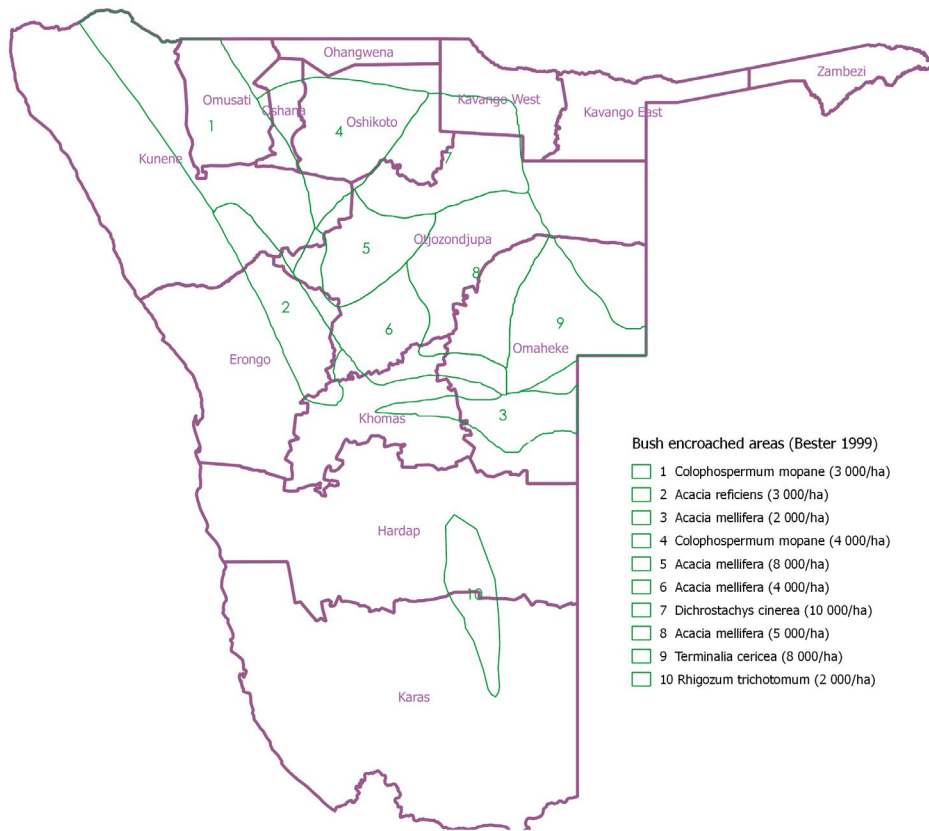 Ohangwena
Zambezi
Omusati
Oshana
Kavango West
Kavango East
1
4
Oshikoto
Kunene
7
5
Otjozondjupa
8
2
9
6
Omaheke
Erongo
3
Khomas
Bush encroached areas (Bester 1999)
1 Colophospermum mopane (3 000/ha)
2 Acacia reficiens (3 000/ha)
3 Acacia mellifera (2 000/ha)
4 Colophospermum mopane (4 000/ha)
5 Acacia mellifera (8 000/ha)
6 Acacia mellifera (4 000/ha)
7 Dichrostachys cinerea (10 000/ha)
8 Acacia mellifera (5 000/ha)
9 Terminalia cericea (8 000/ha)
10 Rhigozum trichotomum (2 000/ha)
Hardap
10
Karas